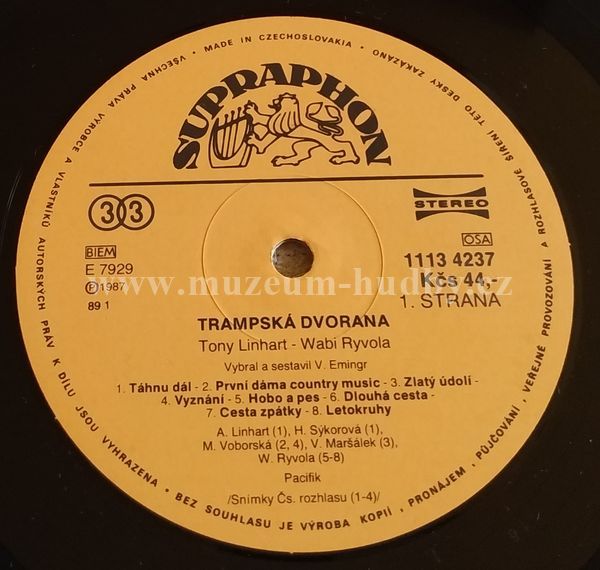 VŠECHNA PRÁVA VÝROBCE A VLASTNÍKŮ AUTORSKÝCH PRÁV K DÍLU JSOU VYHRAZENA • BEZ SOUHLASU JE VÝROBA KOPIÍ, PRONÁJEM, PŮJČOVÁNÍ, VEŘEJNÉ PROVOZOVÁNÍ A ROZHLASOVÉ ŠÍŘENÍ TÉTO DESKY ZAKÁZÁNO • MADE IN CZECHOSLOVAKIA •
SUPRAPHON
33
STEREO
BIEM
OSA
E 7929
1113 4237
Ⓟ 1987
Kčs 44,-
89 1
1. STRANA
www.muzeum-hudby.cz
TRAMPSKÁ DVORANA
Tony Linhart - Wabi Ryvola
Vybral a sestavil V. Emingr
1. Táhnu dál - 2. První dáma country music - 3. Zlatý údolí -
4. Vyznání - 5. Hobo a pes - 6. Dlouhá cesta -
7. Cesta zpátky - 8. Letokruhy
A. Linhart (1), H. Sýkorová (1),
M. Voborská (2, 4), V. Maršálek (3),
W. Ryvola (5-8)
Pacifik
/Snímky Čs. rozhlasu (1-4)/